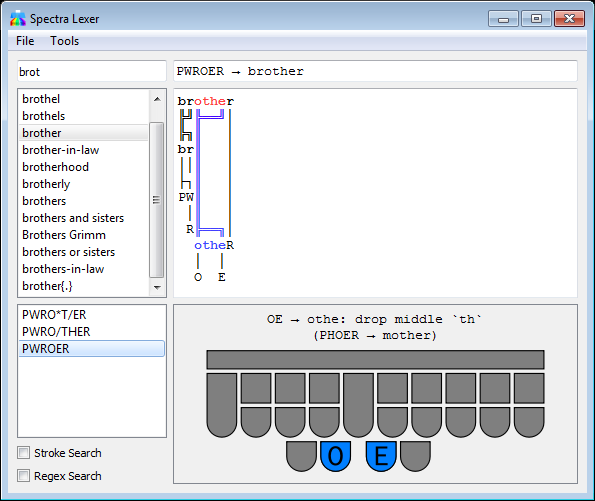 Spectra Lexer
File Tools
brot
PWROER → brother
brothel
brothels
brother
brother-in-law
brotherhood
brotherly
brothers
brothers and sisters
Brothers Grimm
brothers or sisters
brothers-in-law
brother{.}
brother
br
PW
R
otheR
O E
PWRO*T/ER
PWRO/THER
PWROER
Stroke Search
Regex Search
OE → othe: drop middle `th`
(PHOER → mother)
O E